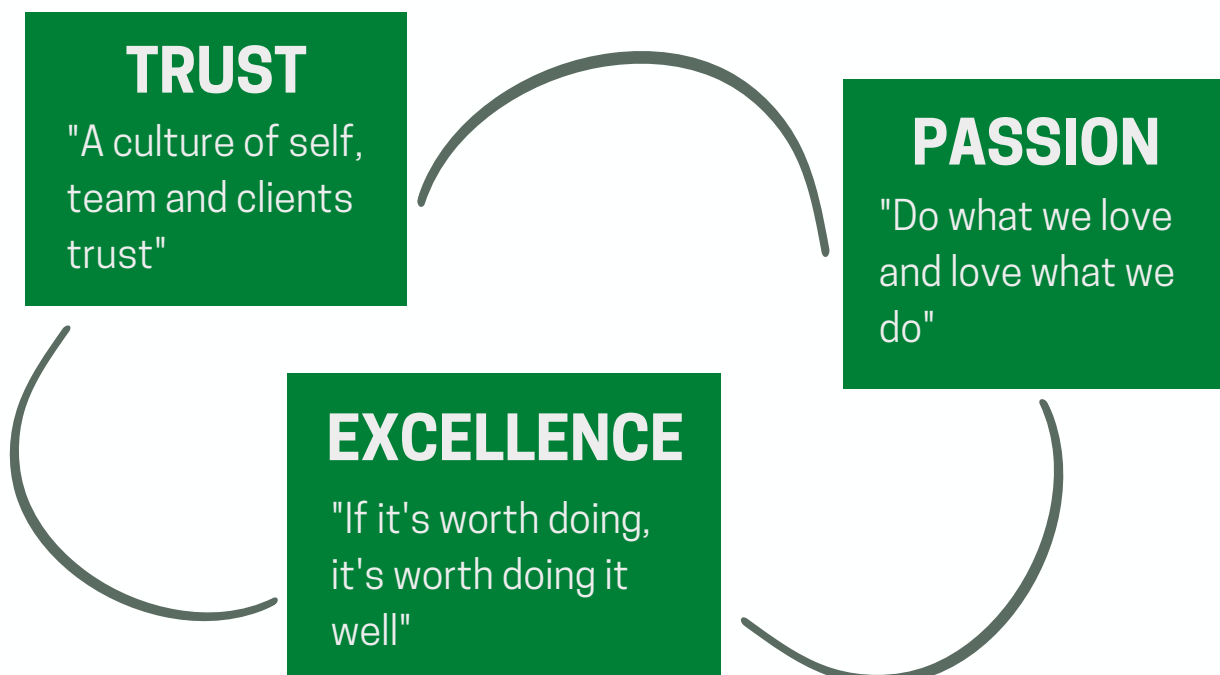 TRUST
"A culture of self,
team and clients
trust"
PASSION
"Do what we love
and love what we
do"
EXCELLENCE
"If it's worth doing,
it's worth doing it
well"